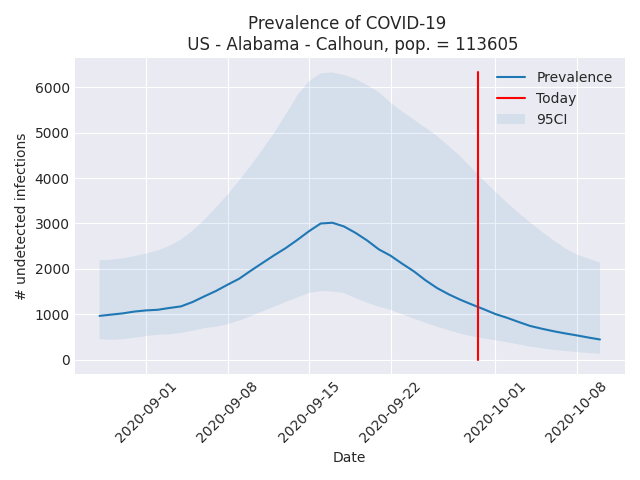 Prevalence of COVID-19
US - Alabama - Calhoun, pop. = 113605
Prevalence
Today
95CI
6000
5000
4000
3000
2000
1000
0
# undetected infections
2020-09-01
2020-09-08
2020-09-15
2020-09-22
2020-10-01
2020-10-08
Date